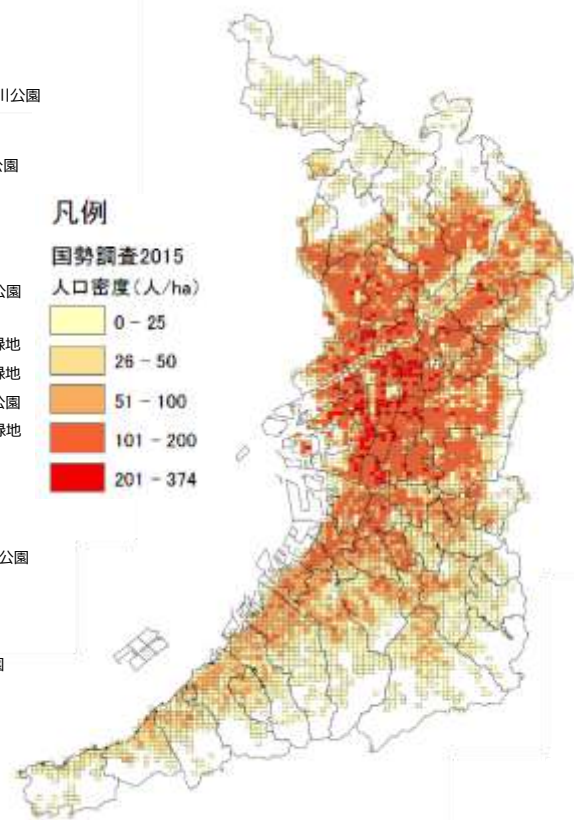 川公園
公園
凡例
国勢調査2015
人口密度(人/ha)
0 - 25
26 - 50
51 - 100
101 - 200
201 - 374
公園
緑地
緑地
公園
緑地
公園
園